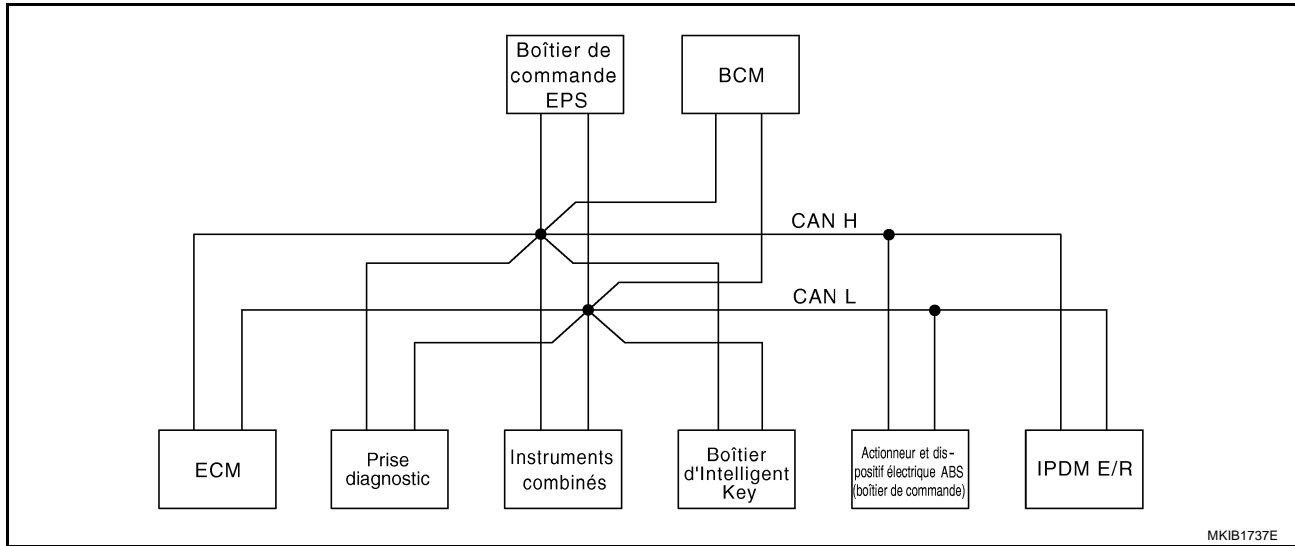 Boîtier de
commande
EPS
BCM
CAN H
CAN L
ECM
Prise
diagnostic
Instruments
combinés
Boîtier
d'Intelligent
Key
Actionneur et dis-
positif électrique ABS
(boîtier de commande)
IPDM E/R
MKIB1737E